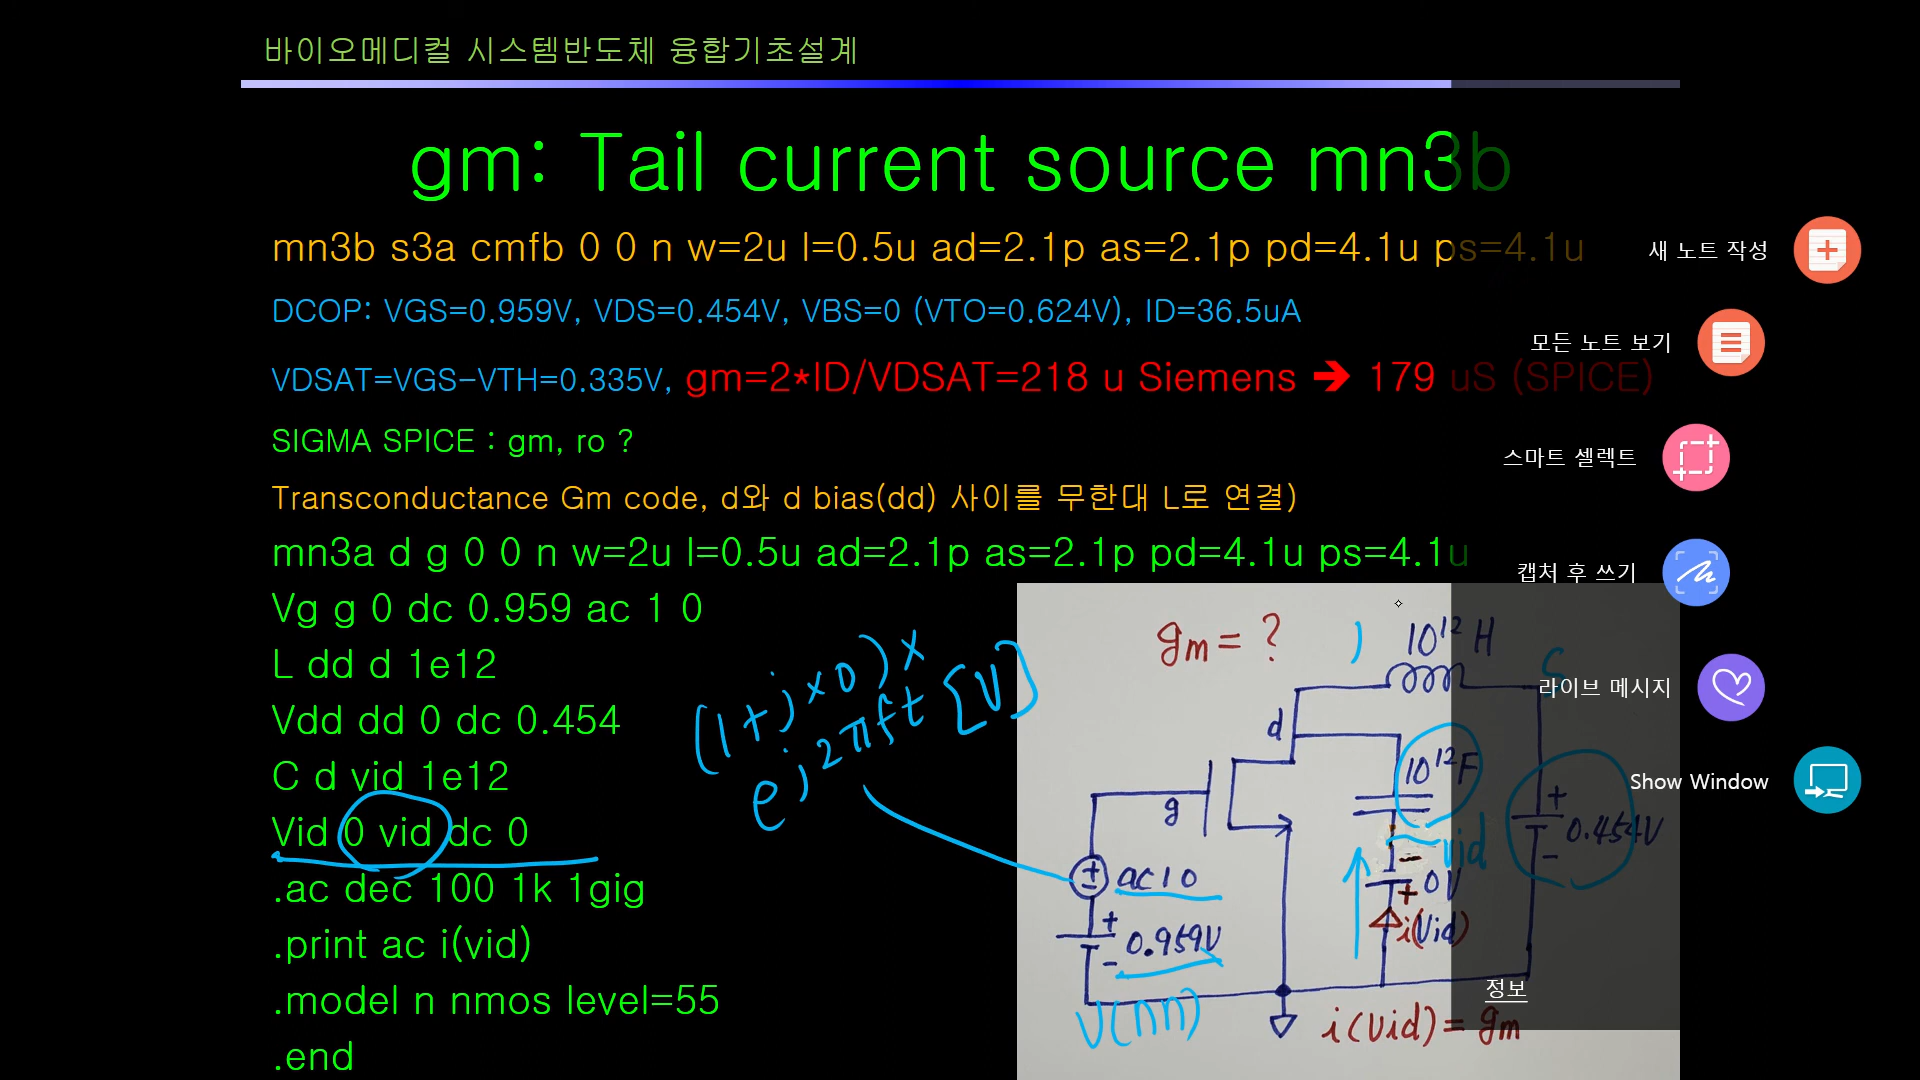 바이오메디컬 시스템반도체 융합기초설계
gm: Tail current source mn3b
mn3b s3a cmfb 0 0 n w=2u l=0.5u ad=2.1p as=2.1p pd=4.1u ps=4.1u
DCOP: VGS=0.959V, VDS=0.454V, VBS=0 (VTO=0.624V), ID=36.5uA
VDSAT=VGS-VTH=0.335V, gm=2*ID/VDSAT=218 u Siemens ➔ 179 uS (SPICE)
SIGMA SPICE : gm, ro ?
Transconductance Gm code, d와 d bias(dd) 사이를 무한대 L로 연결)
mn3a d g 0 0 n w=2u l=0.5u ad=2.1p as=2.1p pd=4.1u ps=4.1u
Vg g 0 dc 0.959 ac 1 0
L dd d 1e12
Vdd dd 0 dc 0.454
C d vid 1e12
Vid 0 vid dc 0
.ac dec 100 1k 1gig
.print ac i(vid)
.model n nmos level=55
.end
(1+j×0)×
e^j2πft [V]
gm= ?
10^12 H
d
10^12 F
g
vid
+
0.454V
-
ac 1 0
-
0V
+
i(Vid)
+
0.959V
-
V(nn)
i(Vid)= gm
새 노트 작성
모든 노트 보기
스마트 셀렉트
캡처 후 쓰기
라이브 메시지
Show Window
정보